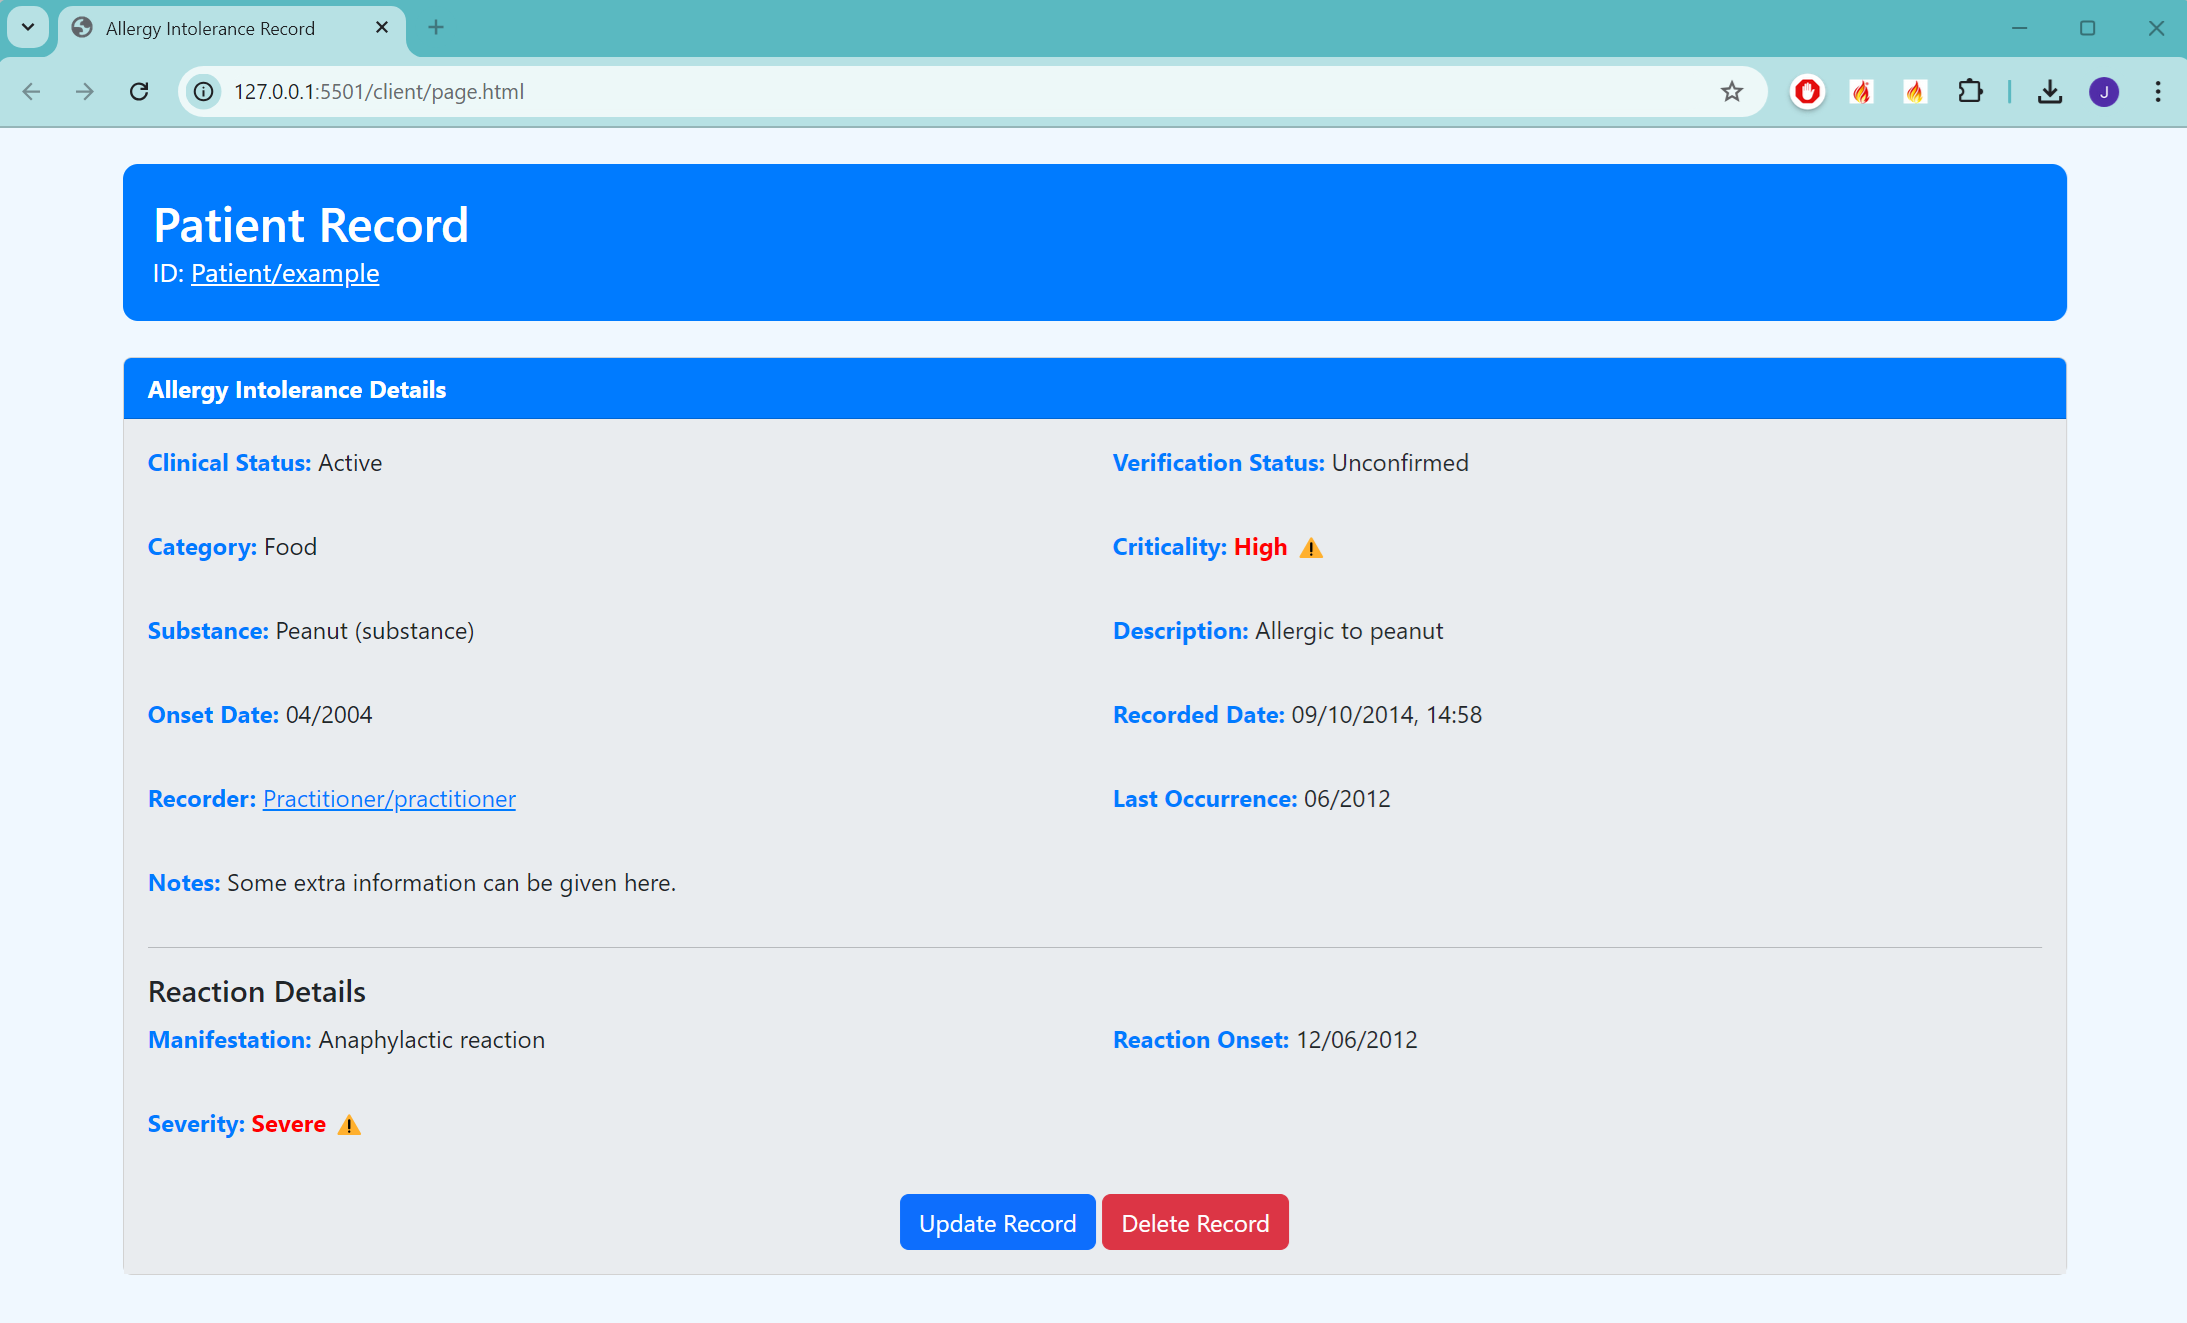 Allergy Intolerance Record
127.0.0.1:5501/client/page.html
J
Patient Record
ID: Patient/example
Allergy Intolerance Details
Clinical Status: Active
Verification Status: Unconfirmed
Category: Food
Criticality: High
Substance: Peanut (substance)
Description: Allergic to peanut
Onset Date: 04/2004
Recorded Date: 09/10/2014, 14:58
Recorder: Practitioner/practitioner
Last Occurrence: 06/2012
Notes: Some extra information can be given here.
Reaction Details
Manifestation: Anaphylactic reaction
Reaction Onset: 12/06/2012
Severity: Severe
Update Record
Delete Record